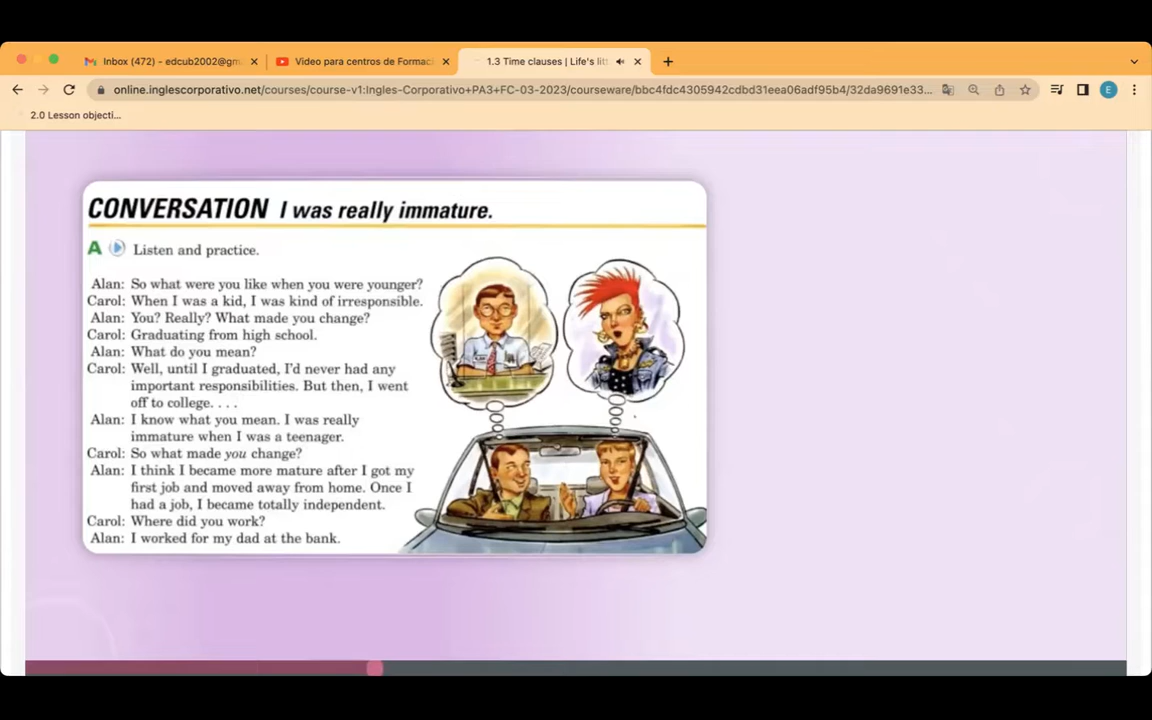 Inbox (472) - edcub2002@gm
Video para centros de Formac
1.3 Time clauses | Life's litt
online.inglescorporativo.net/courses/course-v1:Ingles-Corporativo+PA3+FC-03-2023/courseware/bbc4fdc4305942cdbd31eea06adf95b4/32da9691e33...
E
2.0 Lesson objecti...
CONVERSATION I was really immature.
A Listen and practice.
Alan: So what were you like when you were younger?
Carol: When I was a kid, I was kind of irresponsible.
Alan: You? Really? What made you change?
Carol: Graduating from high school.
Alan: What do you mean?
Carol: Well, until I graduated, I'd never had any
important responsibilities. But then, I went
off to college. . . .
Alan: I know what you mean. I was really
immature when I was a teenager.
Carol: So what made you change?
Alan: I think I became more mature after I got my
first job and moved away from home. Once I
had a job, I became totally independent.
Carol: Where did you work?
Alan: I worked for my dad at the bank.